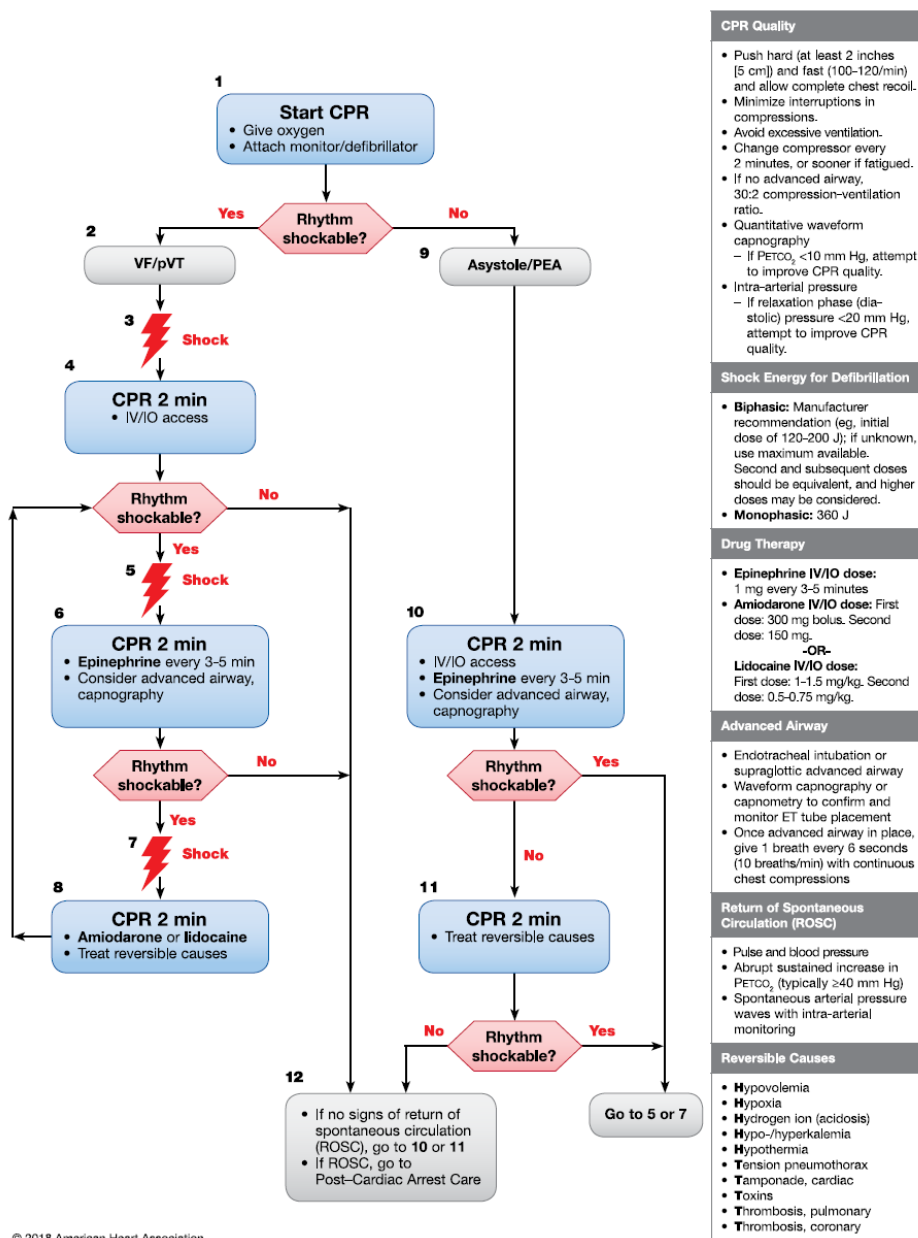 1
Start CPR
• Give oxygen
• Attach monitor/defibrillator
Rhythm
shockable?
Yes
No
2
VF/pVT
9
Asystole/PEA
3
Shock
4
CPR 2 min
• IV/IO access
Rhythm
shockable?
No
Yes
5
Shock
6
CPR 2 min
• Epinephrine every 3–5 min
• Consider advanced airway,
capnography
Rhythm
shockable?
No
Yes
7
Shock
8
CPR 2 min
• Amiodarone or lidocaine
• Treat reversible causes
10
CPR 2 min
• IV/IO access
• Epinephrine every 3–5 min
• Consider advanced airway,
capnography
Rhythm
shockable?
Yes
No
11
CPR 2 min
• Treat reversible causes
Rhythm
shockable?
No
Yes
12
• If no signs of return of
spontaneous circulation
(ROSC), go to 10 or 11
• If ROSC, go to
Post–Cardiac Arrest Care
Go to 5 or 7
© 2018 American Heart Association
CPR Quality
• Push hard (at least 2 inches
[5 cm]) and fast (100–120/min)
and allow complete chest recoil.
• Minimize interruptions in
compressions.
• Avoid excessive ventilation.
• Change compressor every
2 minutes, or sooner if fatigued.
• If no advanced airway,
30:2 compression–ventilation
ratio.
• Quantitative waveform
capnography
– If PETCO₂ <10 mm Hg, attempt
to improve CPR quality.
• Intra-arterial pressure
– If relaxation phase (dia-
stolic) pressure <20 mm Hg,
attempt to improve CPR
quality.
Shock Energy for Defibrillation
• Biphasic: Manufacturer
recommendation (eg, initial
dose of 120–200 J); if unknown,
use maximum available.
Second and subsequent doses
should be equivalent, and higher
doses may be considered.
• Monophasic: 360 J
Drug Therapy
• Epinephrine IV/IO dose:
1 mg every 3–5 minutes
• Amiodarone IV/IO dose: First
dose: 300 mg bolus. Second
dose: 150 mg.
-OR-
Lidocaine IV/IO dose:
First dose: 1–1.5 mg/kg. Second
dose: 0.5–0.75 mg/kg.
Advanced Airway
• Endotracheal intubation or
supraglottic advanced airway
• Waveform capnography or
capnometry to confirm and
monitor ET tube placement
• Once advanced airway in place,
give 1 breath every 6 seconds
(10 breaths/min) with continuous
chest compressions
Return of Spontaneous
Circulation (ROSC)
• Pulse and blood pressure
• Abrupt sustained increase in
PETCO₂ (typically ≥40 mm Hg)
• Spontaneous arterial pressure
waves with intra-arterial
monitoring
Reversible Causes
• Hypovolemia
• Hypoxia
• Hydrogen ion (acidosis)
• Hypo-/hyperkalemia
• Hypothermia
• Tension pneumothorax
• Tamponade, cardiac
• Toxins
• Thrombosis, pulmonary
• Thrombosis, coronary